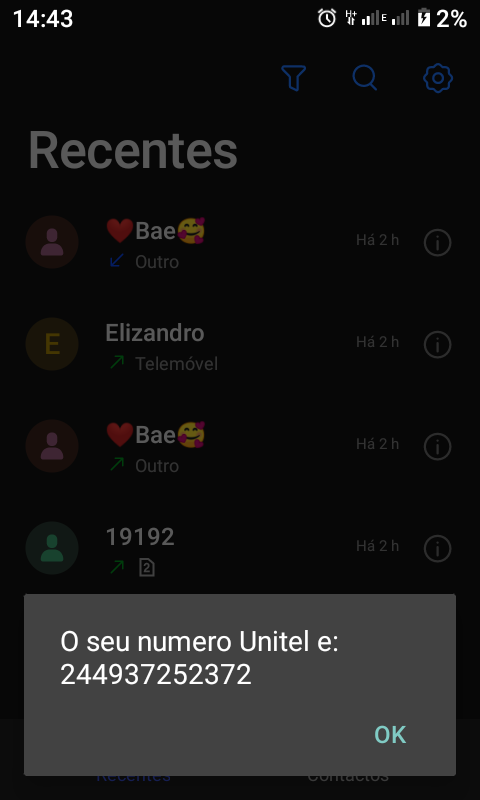 14:43
H+
E
2%
Recentes
❤️Bae🥰
Há 2 h
Outro
E
Elizandro
Há 2 h
Telemóvel
❤️Bae🥰
Há 2 h
Outro
19192
Há 2 h
2
O seu numero Unitel e:
244937252372
OK
Recentes
Contactos